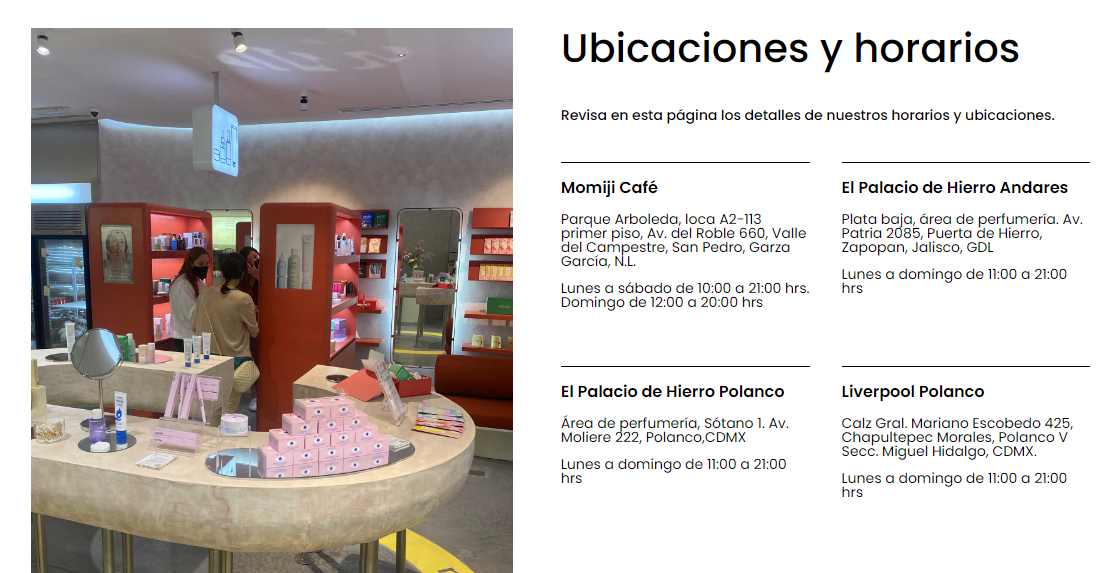 Ubicaciones y horarios
Revisa en esta página los detalles de nuestros horarios y ubicaciones.
Momiji Café
Parque Arboleda, loca A2-113
primer piso, Av. del Roble 660, Valle
del Campestre, San Pedro, Garza
García, N.L.
Lunes a sábado de 10:00 a 21:00 hrs.
Domingo de 12:00 a 20:00 hrs
El Palacio de Hierro Andares
Plata baja, área de perfumería. Av.
Patria 2085, Puerta de Hierro,
Zapopan, Jalisco, GDL
Lunes a domingo de 11:00 a 21:00
hrs
El Palacio de Hierro Polanco
Área de perfumería, Sótano 1. Av.
Moliere 222, Polanco,CDMX
Lunes a domingo de 11:00 a 21:00
hrs
Liverpool Polanco
Calz Gral. Mariano Escobedo 425,
Chapultepec Morales, Polanco V
Secc. Miguel Hidalgo, CDMX.
Lunes a domingo de 11:00 a 21:00
hrs